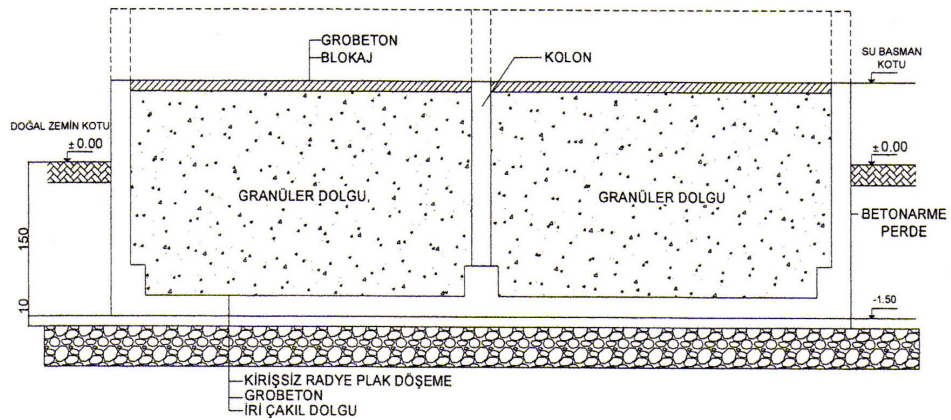 GROBETON
BLOKAJ
KOLON
SU BASMAN
KOTU
DOĞAL ZEMİN KOTU
±0.00
±0.00
GRANÜLER DOLGU
GRANÜLER DOLGU
BETONARME
PERDE
150
10
-1.50
KİRİŞSİZ RADYE PLAK DÖŞEME
GROBETON
İRİ ÇAKIL DOLGU